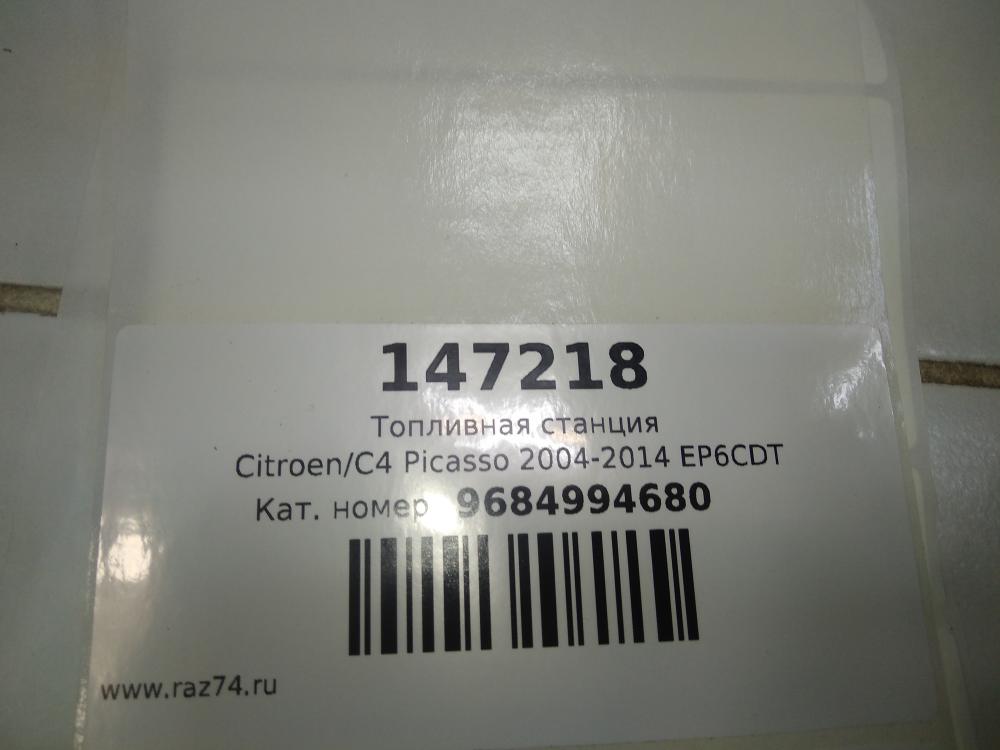 147218
Топливная станция
Citroen/C4 Picasso 2004-2014 EP6CDT
Кат. номер 9684994680
www.raz74.ru